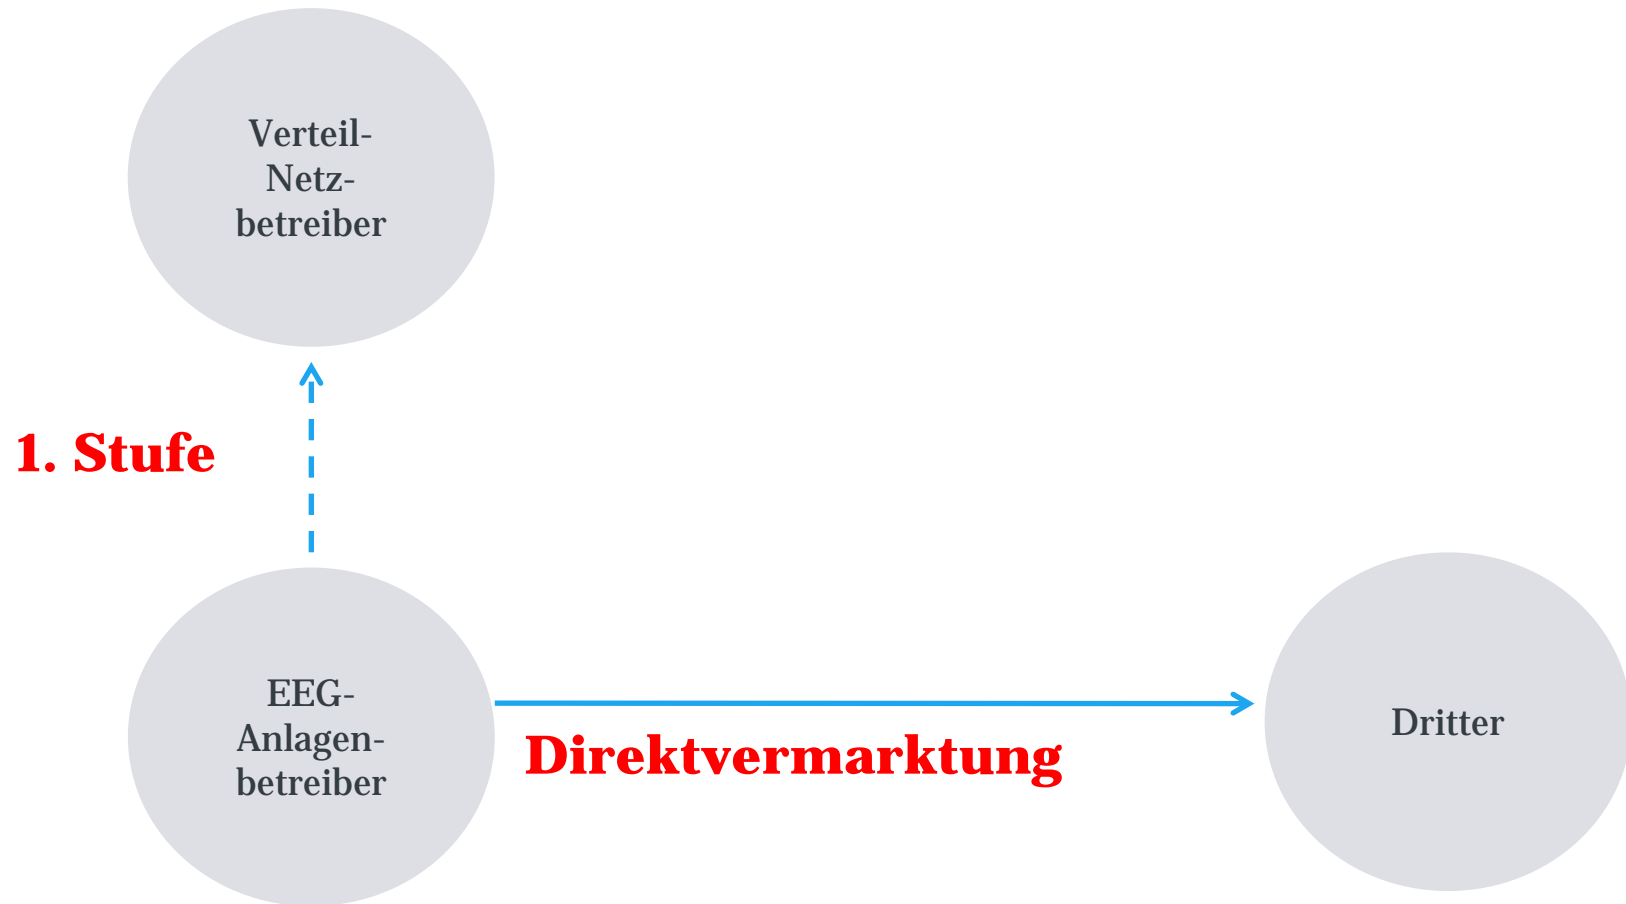 Verteil-
Netz-
betreiber
1. Stufe
EEG-
Anlagen-
betreiber
Direktvermarktung
Dritter